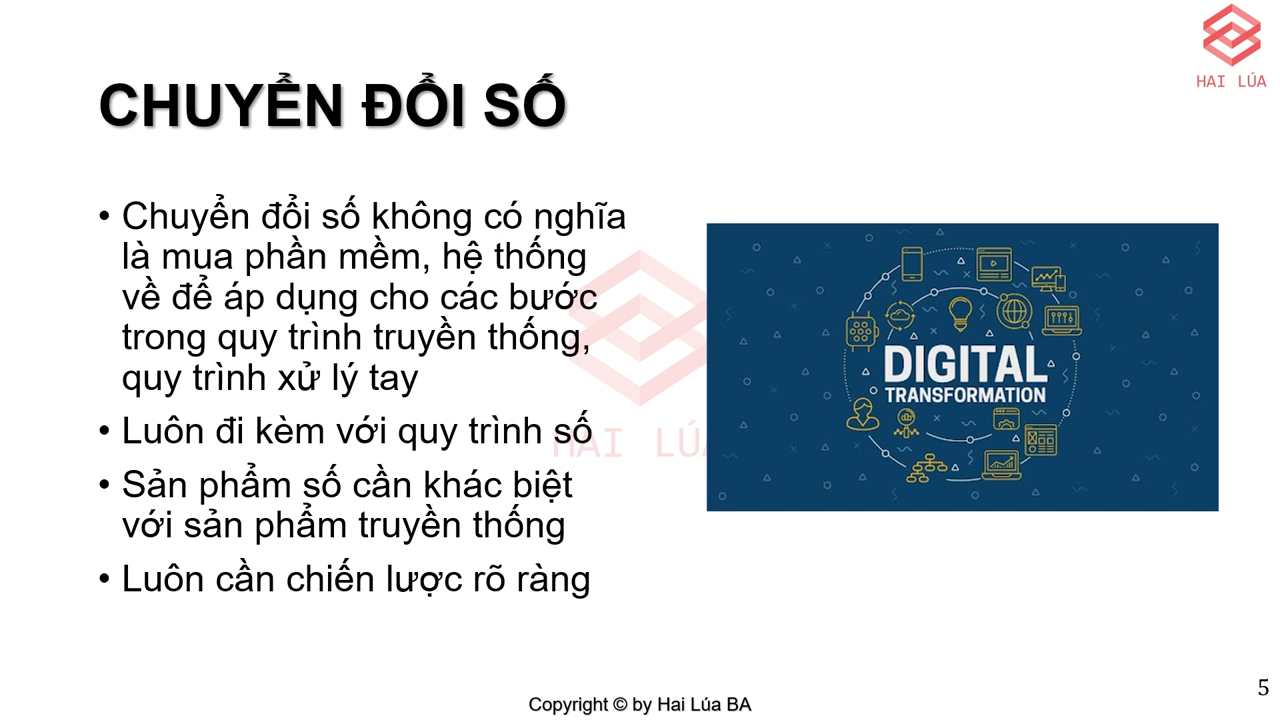 HAI LÚA
CHUYỂN ĐỔI SỐ
• Chuyển đổi số không có nghĩa
là mua phần mềm, hệ thống
về để áp dụng cho các bước
trong quy trình truyền thống,
quy trình xử lý tay
• Luôn đi kèm với quy trình số
• Sản phẩm số cần khác biệt
với sản phẩm truyền thống
• Luôn cần chiến lược rõ ràng
HAI LÚA
DIGITAL
TRANSFORMATION
Copyright © by Hai Lúa BA
5